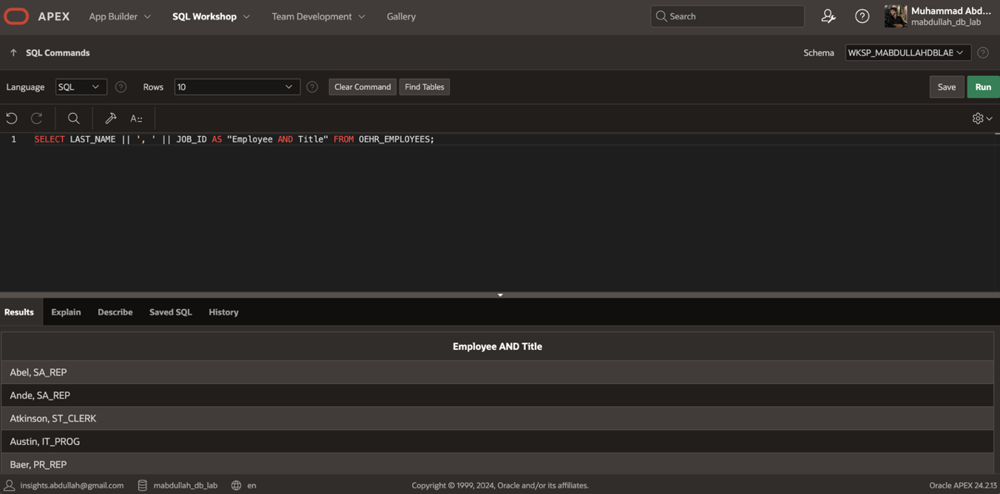 APEX App Builder SQL Workshop Team Development Gallery Search Muhammad Abd...
mabdullah_db_lab
SQL Commands Schema WKSP_MABDULLAHDBLAB
Language SQL Rows 10 Clear Command Find Tables Save Run
1 SELECT LAST_NAME || ', ' || JOB_ID AS "Employee AND Title" FROM OEHR_EMPLOYEES;
Results Explain Describe Saved SQL History
Employee AND Title
Abel, SA_REP
Ande, SA_REP
Atkinson, ST_CLERK
Austin, IT_PROG
Baer, PR_REP
insights.abdullah@gmail.com mabdullah_db_lab en Copyright © 1999, 2024, Oracle and/or its affiliates. Oracle APEX 24.2.13